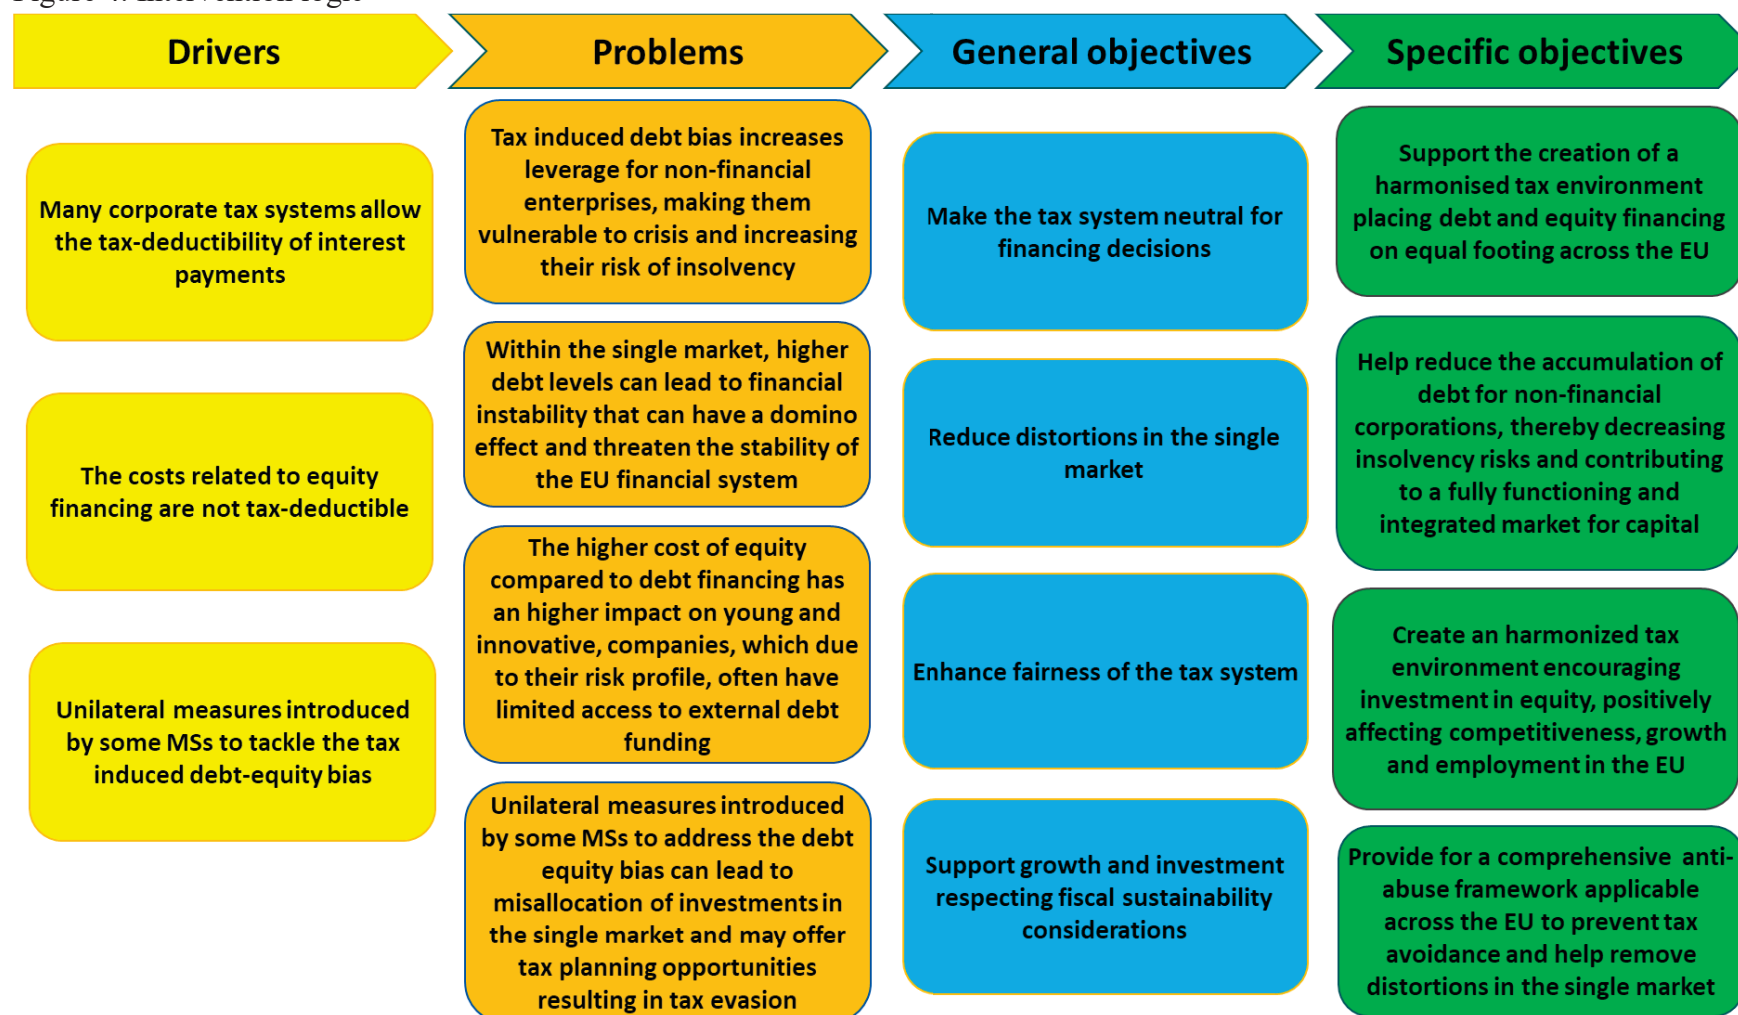 Figure 4: Intervention logic
Drivers
Problems
General objectives
Specific objectives
Many corporate tax systems allow
the tax-deductibility of interest
payments
The costs related to equity
financing are not tax-deductible
Unilateral measures introduced
by some MSs to tackle the tax
induced debt-equity bias
Tax induced debt bias increases
leverage for non-financial
enterprises, making them
vulnerable to crisis and increasing
their risk of insolvency
Within the single market, higher
debt levels can lead to financial
instability that can have a domino
effect and threaten the stability of
the EU financial system
The higher cost of equity
compared to debt financing has
an higher impact on young and
innovative, companies, which due
to their risk profile, often have
limited access to external debt
funding
Unilateral measures introduced
by some MSs to address the debt
equity bias can lead to
misallocation of investments in
the single market and may offer
tax planning opportunities
resulting in tax evasion
Make the tax system neutral for
financing decisions
Reduce distortions in the single
market
Enhance fairness of the tax system
Support growth and investment
respecting fiscal sustainability
considerations
Support the creation of a
harmonised tax environment
placing debt and equity financing
on equal footing across the EU
Help reduce the accumulation of
debt for non-financial
corporations, thereby decreasing
insolvency risks and contributing
to a fully functioning and
integrated market for capital
Create an harmonized tax
environment encouraging
investment in equity, positively
affecting competitiveness, growth
and employment in the EU
Provide for a comprehensive anti-
abuse framework applicable
across the EU to prevent tax
avoidance and help remove
distortions in the single market